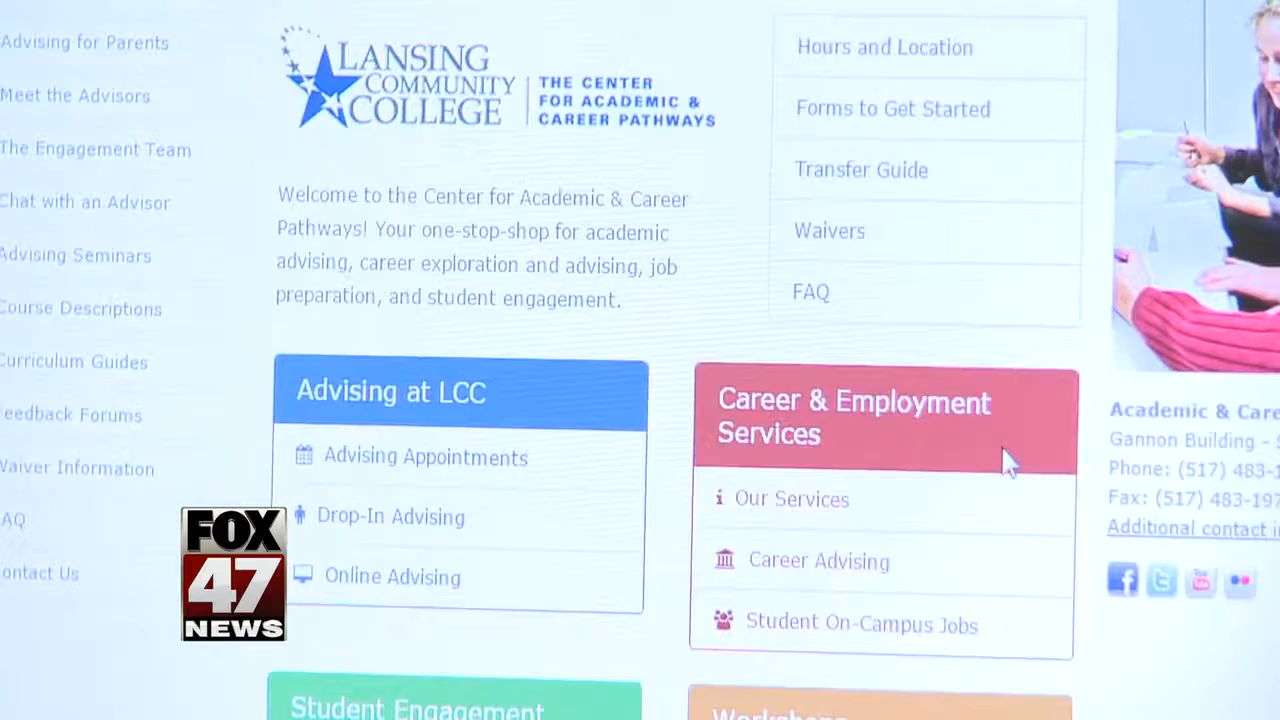 Advising for Parents
Meet the Advisors
The Engagement Team
Chat with an Advisor
Advising Seminars
Course Descriptions
Curriculum Guides
eedback Forums
Waiver Information
AQ
ontact Us
LANSING
COMMUNITY
COLLEGE
THE CENTER
FOR ACADEMIC &
CAREER PATHWAYS
Welcome to the Center for Academic & Career
Pathways! Your one-stop-shop for academic
advising, career exploration and advising, job
preparation, and student engagement.
Hours and Location
Forms to Get Started
Transfer Guide
Waivers
FAQ
Advising at LCC
Advising Appointments
Drop-In Advising
Online Advising
Career & Employment
Services
Our Services
Career Advising
Student On-Campus Jobs
Student Engagement
Workshops
Academic & Care
Gannon Building -
Phone: (517) 483-1
Fax: (517) 483-197
Additional contact i
FOX
47
NEWS